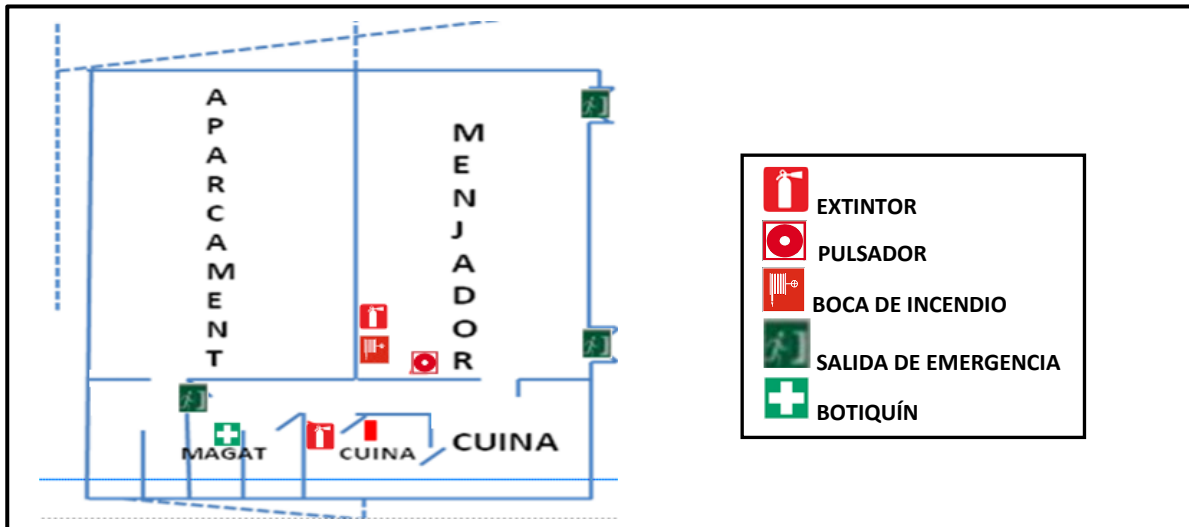 APARCAMENT
MENJADOR
MAGAT
CUINA
CUINA
EXTINTOR
PULSADOR
BOCA DE INCENDIO
SALIDA DE EMERGENCIA
BOTIQUÍN